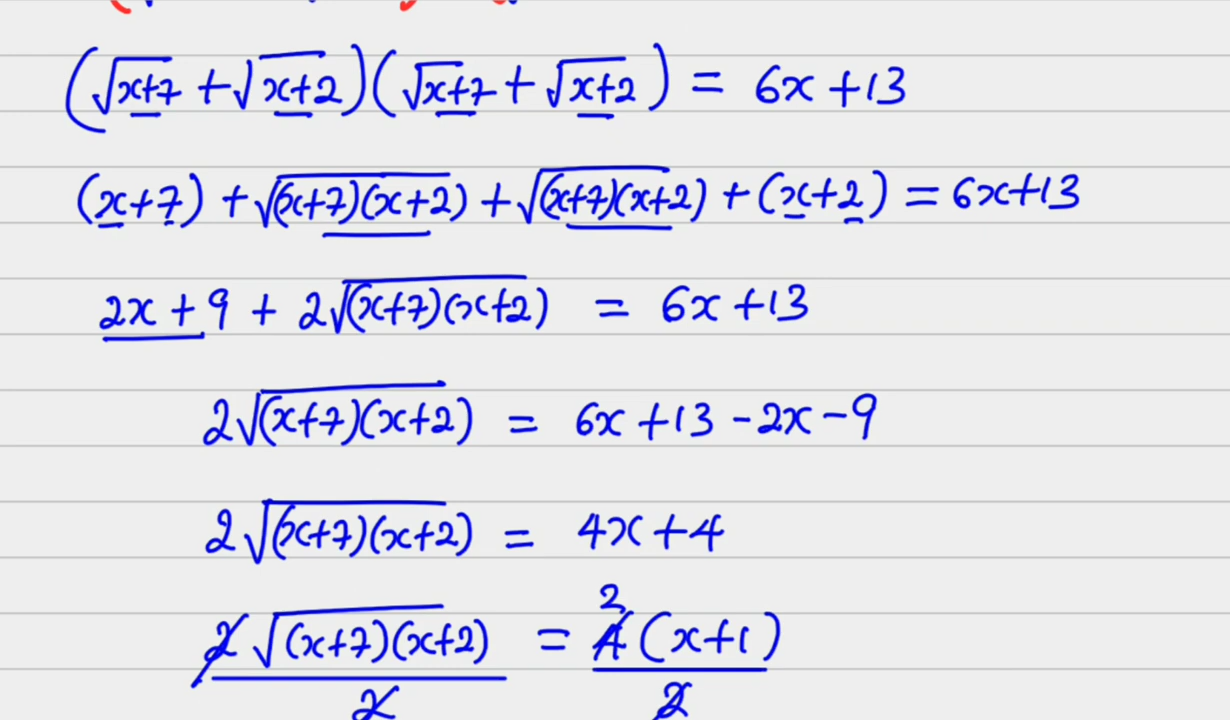 (√(x+7) + √(x+2))(√(x+7) + √(x+2)) = 6x+13
(x+7) + √((x+7)(x+2)) + √((x+7)(x+2)) + (x+2) = 6x+13
2x + 9 + 2√((x+7)(x+2)) = 6x+13
2√((x+7)(x+2)) = 6x+13-2x-9
2√((x+7)(x+2)) = 4x+4
2√((x+7)(x+2)) / 2 = 4 2 (x+1) / 2